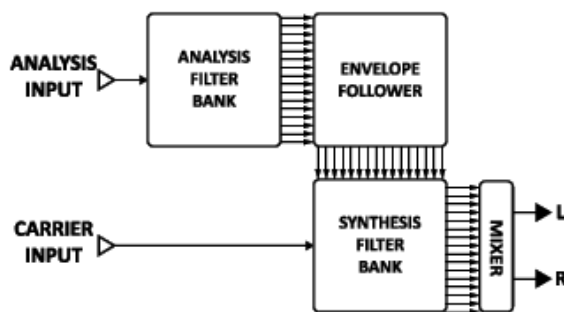 ANALYSIS
INPUT
ANALYSIS
FILTER
BANK
ENVELOPE
FOLLOWER
CARRIER
INPUT
SYNTHESIS
FILTER
BANK
MIXER
L
R